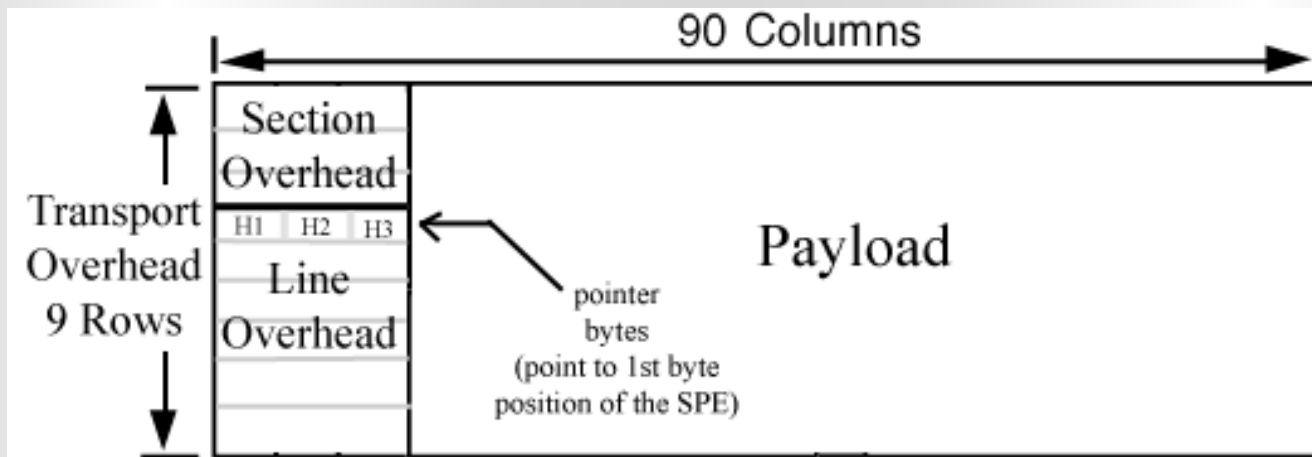 90 Columns
Section
Overhead
Transport
Overhead
9 Rows
H1 H2 H3
Line
Overhead
Payload
pointer
bytes
(point to 1st byte
position of the SPE)